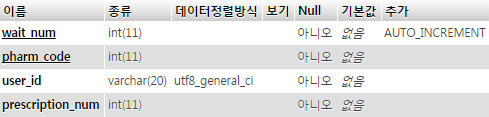 이름 종류 데이터정렬방식 보기 Null 기본값 추가
wait_num int(11) 아니오 없음 AUTO_INCREMENT
pharm_code int(11) 아니오 없음
user_id varchar(20) utf8_general_ci 아니오 없음
prescription_num int(11) 아니오 없음